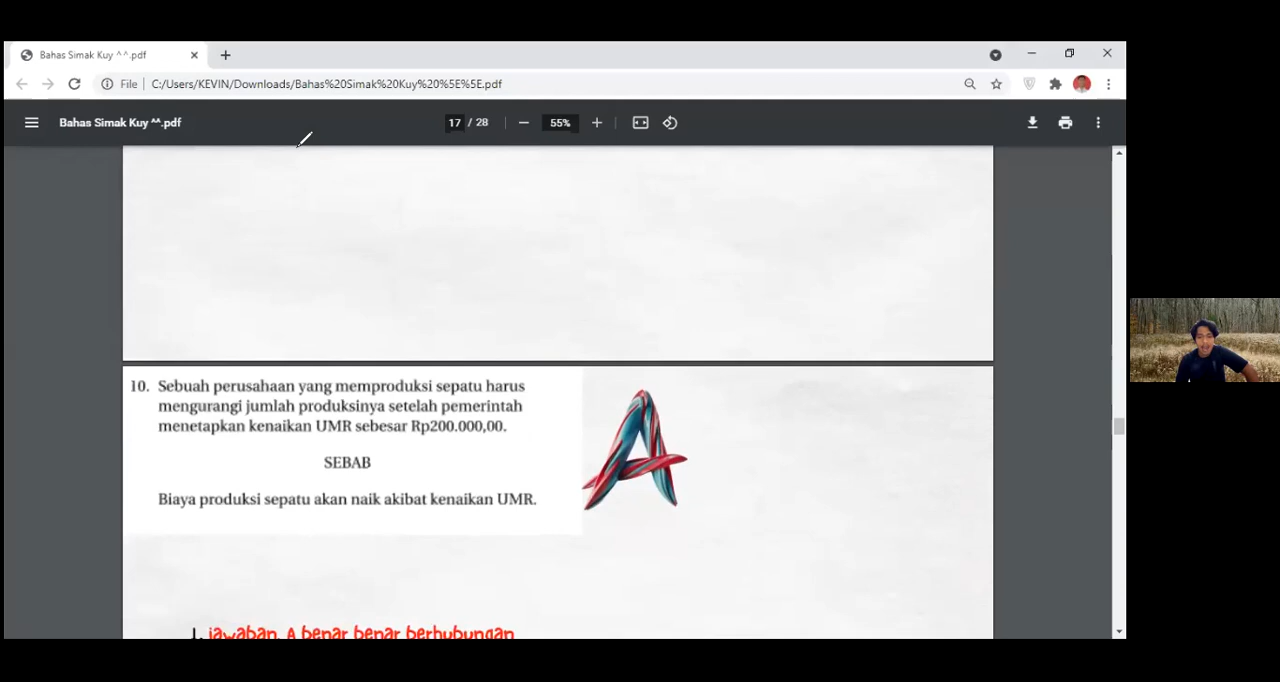 Bahas Simak Kuy ^^.pdf
File
C:/Users/KEVIN/Downloads/Bahas%20Simak%20Kuy%20%5E%5E.pdf
Bahas Simak Kuy ^^.pdf
17 / 28
55%
10. Sebuah perusahaan yang memproduksi sepatu harus
mengurangi jumlah produksinya setelah pemerintah
menetapkan kenaikan UMR sebesar Rp200.000,00.
SEBAB
Biaya produksi sepatu akan naik akibat kenaikan UMR.
A
1. jawaban. A benar benar berhubungan